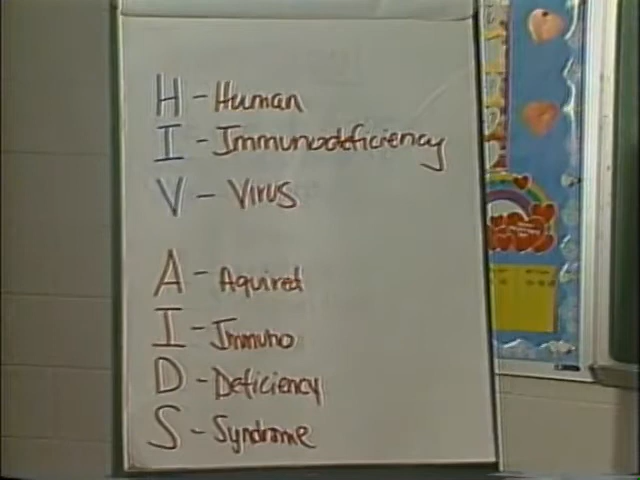 H - Human
I - Immunodeficiency
V - Virus
A - Aquired
I - Immuno
D - Deficiency
S - Syndrome